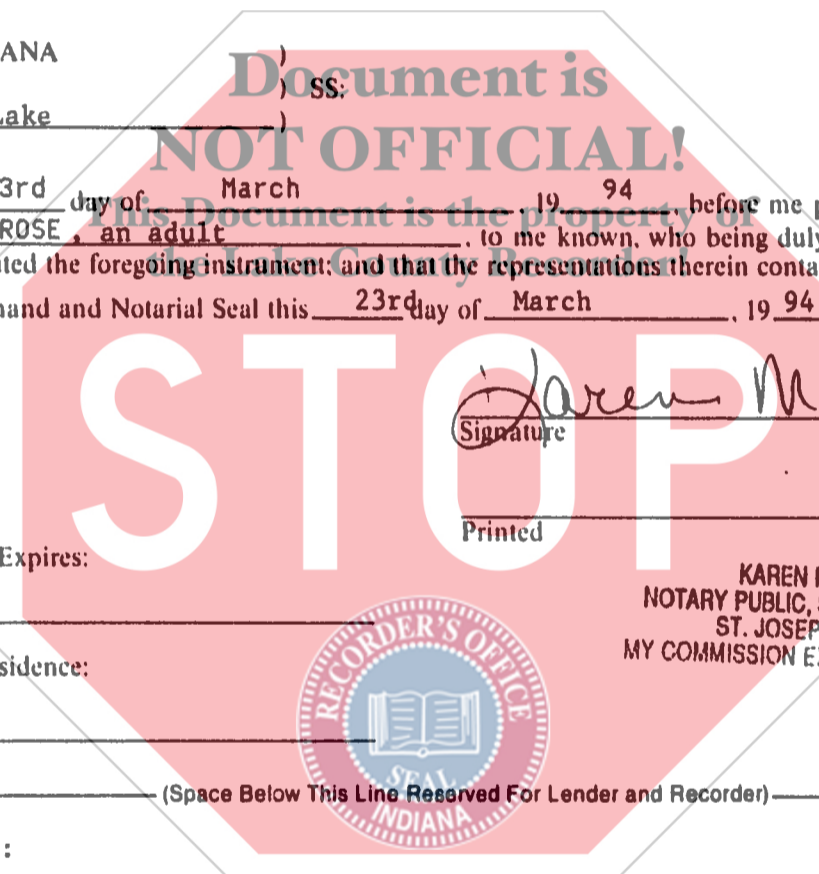 ANA )
Document is
) SS:
Lake )
NOT OFFICIAL!
3rd day of March , 19 94 , before me p
This Document is the property of
ROSE , an adult , to me known, who being duly
the Lake County Recorder!
ted the foregoing instrument; and that the representations therein conta
hand and Notarial Seal this 23rd day of March , 19 94
STOP
Karen M
Signature
Printed
Expires:
KAREN
NOTARY PUBLIC,
ST. JOSEP
MY COMMISSION E
sidence:
RECORDER'S OFFICE
SEAL
INDIANA
(Space Below This Line Reserved For Lender and Recorder)
: